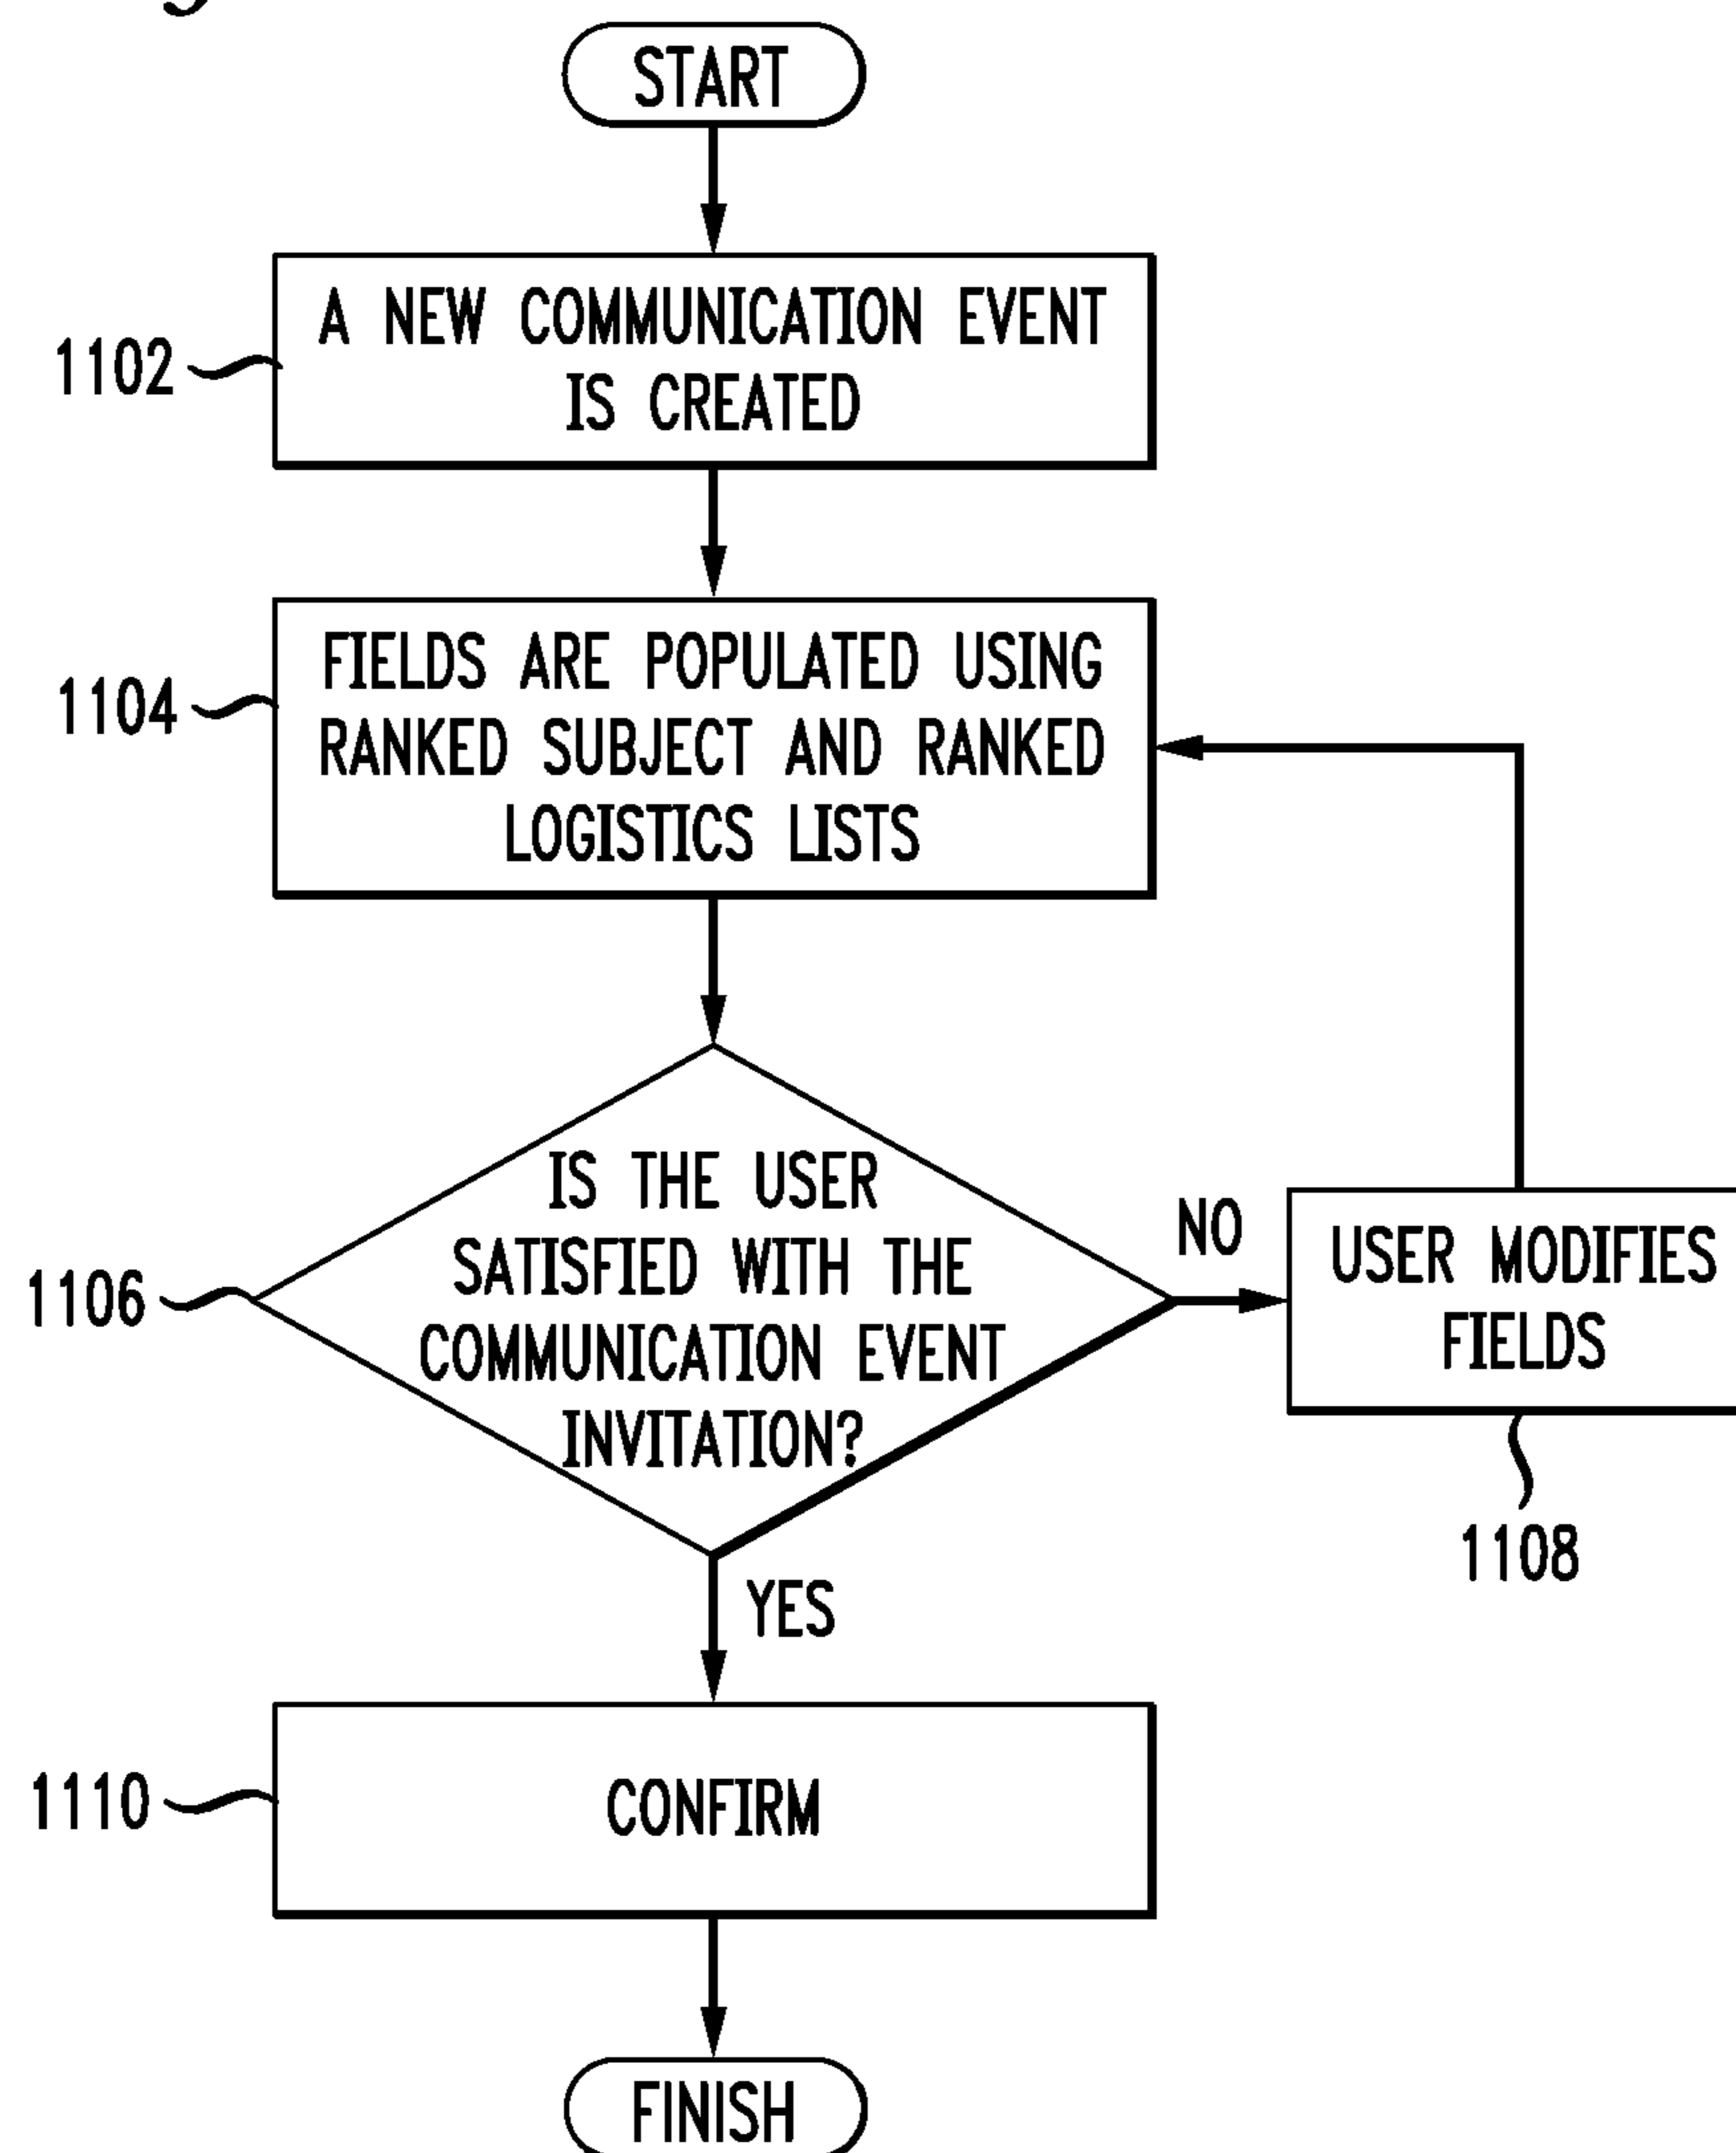 START
A NEW COMMUNICATION EVENT
IS CREATED
1102
FIELDS ARE POPULATED USING
RANKED SUBJECT AND RANKED
LOGISTICS LISTS
1104
IS THE USER
SATISFIED WITH THE
COMMUNICATION EVENT
INVITATION?
1106
NO
USER MODIFIES
FIELDS
1108
YES
CONFIRM
1110
FINISH